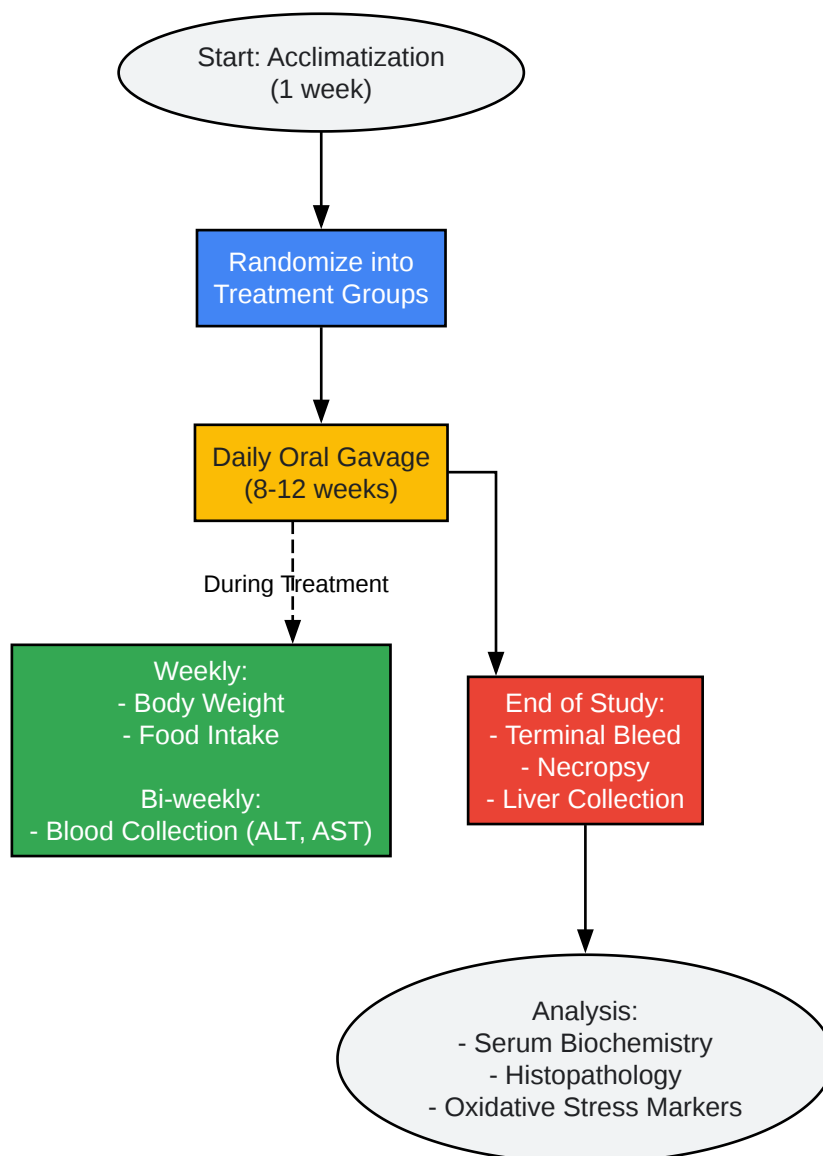 Start: Acclimatization
(1 week)
Randomize into
Treatment Groups
Daily Oral Gavage
(8-12 weeks)
During Treatment
Weekly:
- Body Weight
- Food Intake
Bi-weekly:
- Blood Collection (ALT, AST)
End of Study:
- Terminal Bleed
- Necropsy
- Liver Collection
Analysis:
- Serum Biochemistry
- Histopathology
- Oxidative Stress Markers